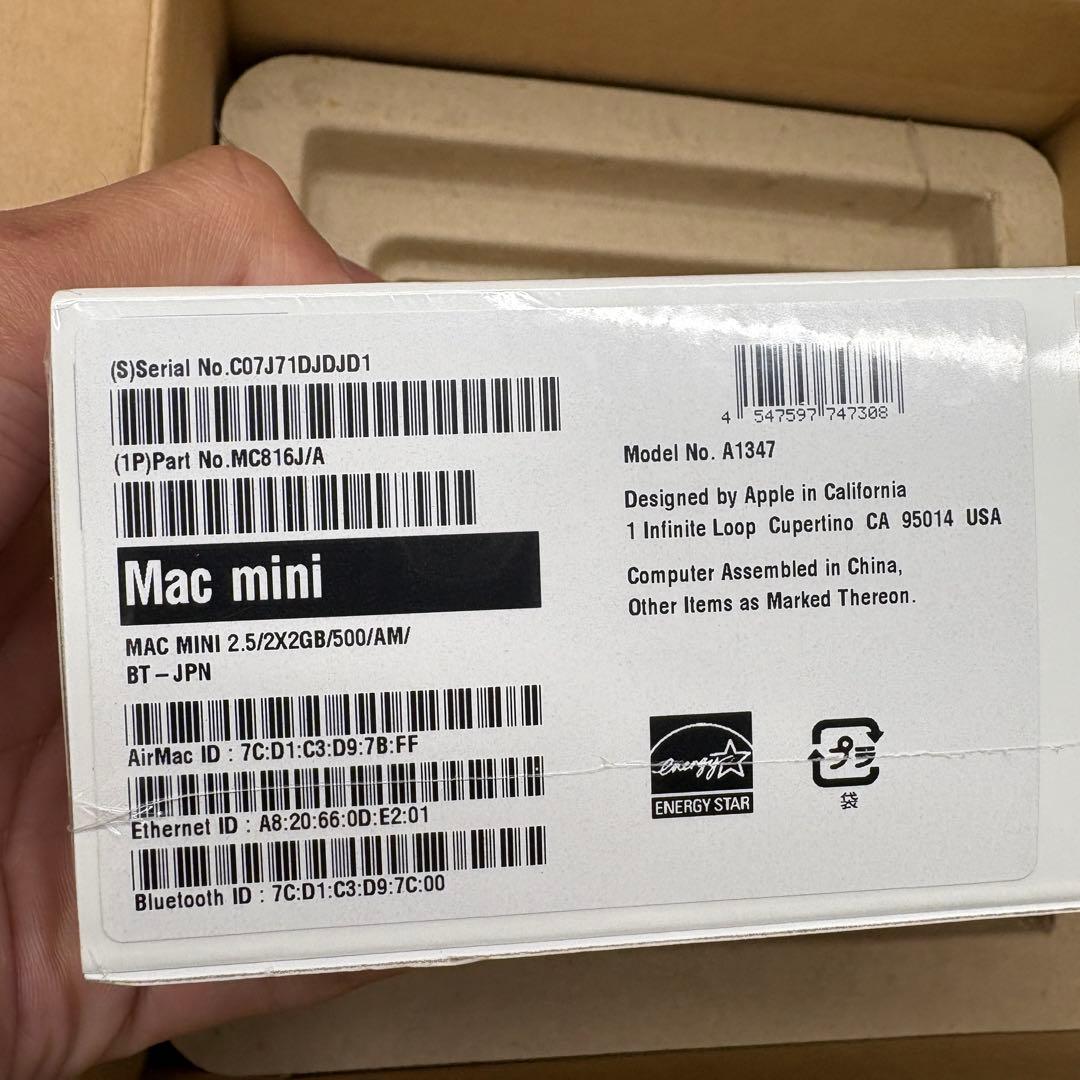 (S)Serial No.C07J71DJDJD1
(1P)Part No.MC816J/A
Mac mini
MAC MINI 2.5/2X2GB/500/AM/
BT–JPN
AirMac ID : 7C:D1:C3:D9:7B:FF
Ethernet ID : A8:20:66:0D:E2:01
Bluetooth ID : 7C:D1:C3:D9:7C:00
4 547597 747308
Model No. A1347
Designed by Apple in California
1 Infinite Loop Cupertino CA 95014 USA
Computer Assembled in China,
Other Items as Marked Thereon.
energy
ENERGY STAR
プラ
袋